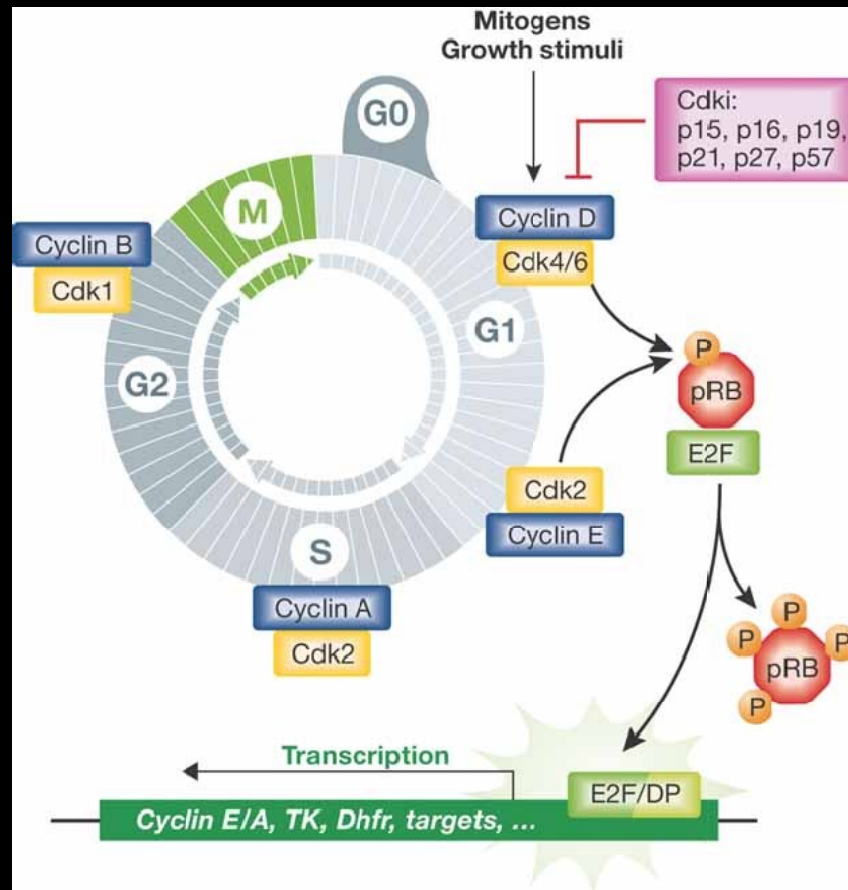 Mitogens
Growth stimuli
Cdki:
p15, p16, p19,
p21, p27, p57
G0
M
Cyclin D
Cdk4/6
Cyclin B
Cdk1
G1
G2
P
pRB
E2F
Cdk2
Cyclin E
S
Cyclin A
Cdk2
P
P
P
P
pRB
Transcription
E2F/DP
Cyclin E/A, TK, Dhfr, targets, ...